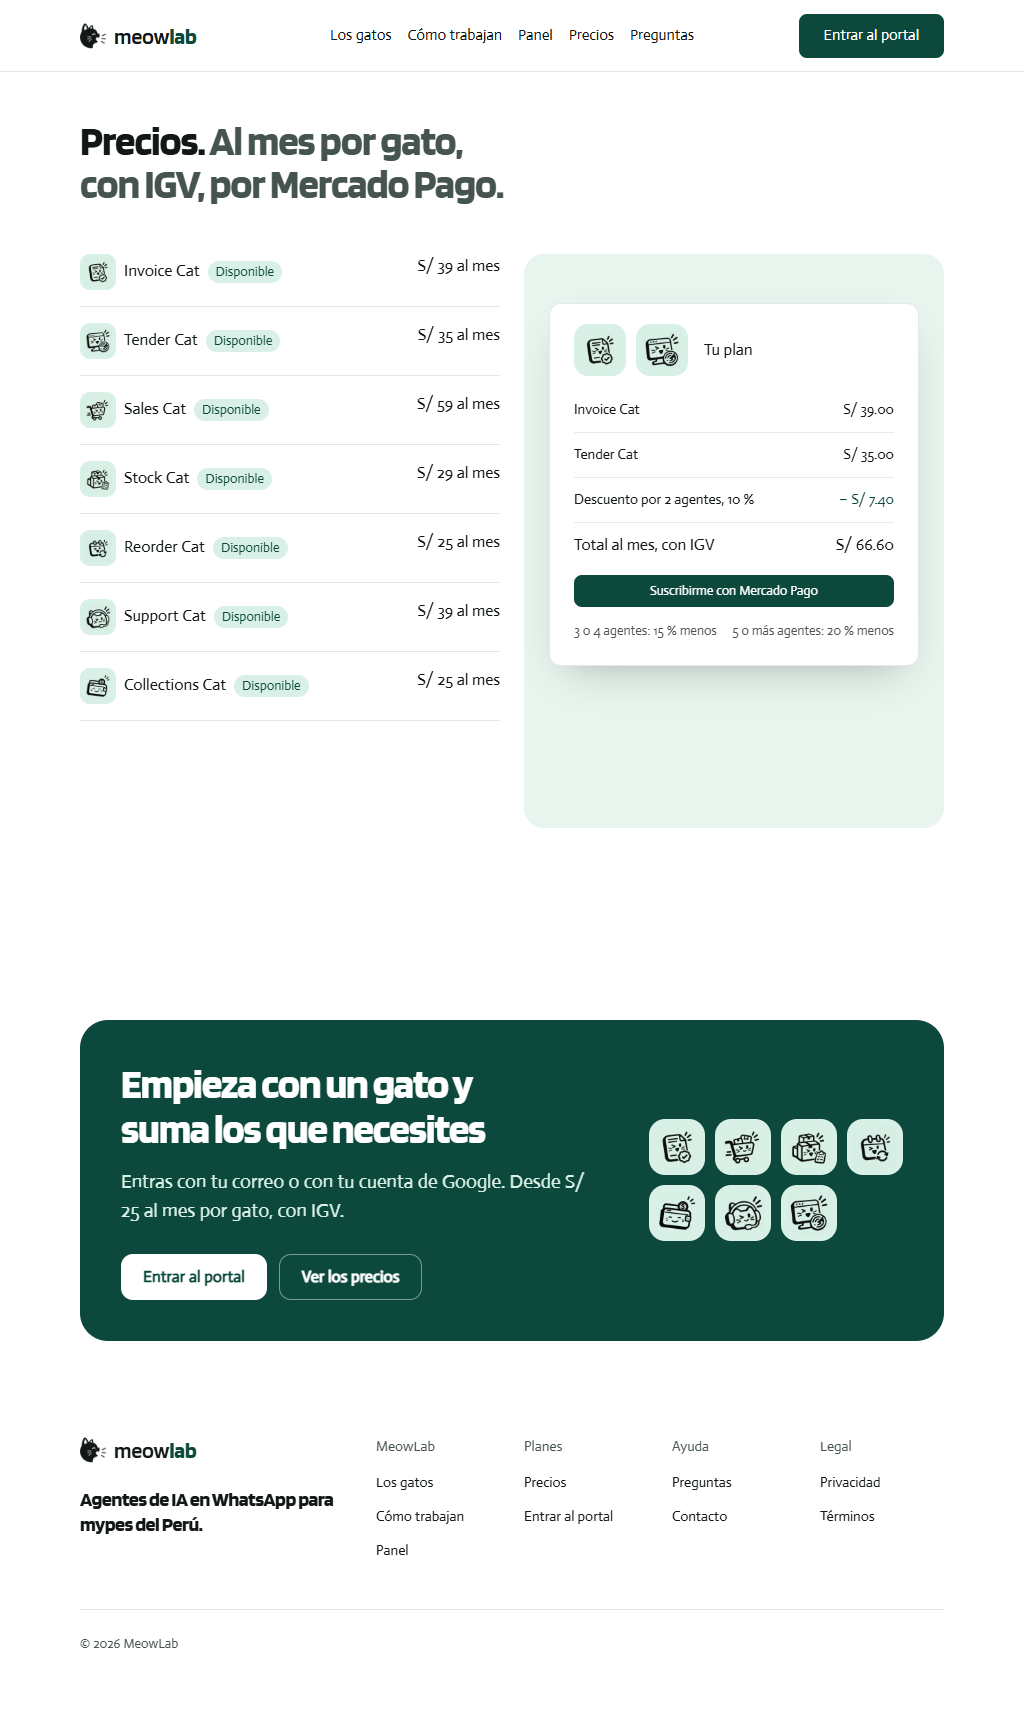 meowlab
Los gatos
Cómo trabajan
Panel
Precios
Preguntas
Entrar al portal
Precios. Al mes por gato,
con IGV, por Mercado Pago.
Invoice Cat Disponible S/ 39 al mes
Tender Cat Disponible S/ 35 al mes
Sales Cat Disponible S/ 59 al mes
Stock Cat Disponible S/ 29 al mes
Reorder Cat Disponible S/ 25 al mes
Support Cat Disponible S/ 39 al mes
Collections Cat Disponible S/ 25 al mes
Tu plan
Invoice Cat S/ 39.00
Tender Cat S/ 35.00
Descuento por 2 agentes, 10 % − S/ 7.40
Total al mes, con IGV S/ 66.60
Suscribirme con Mercado Pago
3 o 4 agentes: 15 % menos 5 o más agentes: 20 % menos
Empieza con un gato y
suma los que necesites
Entras con tu correo o con tu cuenta de Google. Desde S/
25 al mes por gato, con IGV.
Entrar al portal
Ver los precios
meowlab
Agentes de IA en WhatsApp para
mypes del Perú.
MeowLab
Los gatos
Cómo trabajan
Panel
Planes
Precios
Entrar al portal
Ayuda
Preguntas
Contacto
Legal
Privacidad
Términos
© 2026 MeowLab